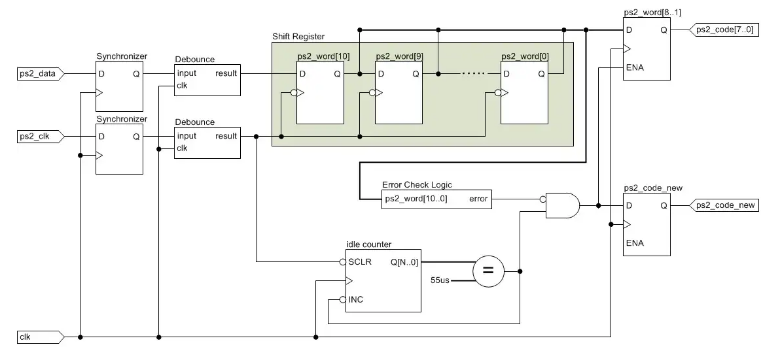 ps2_word[8..1]
D Q
ps2_code[7..0]
ENA
Shift Register
ps2_word[10]
ps2_word[9]
ps2_word[0]
D Q
D Q
D Q
Synchronizer
Debounce
ps2_data
D Q
input result
clk
Synchronizer
Debounce
ps2_clk
D Q
input result
clk
Error Check Logic
ps2_word[10..0] error
ps2_code_new
D Q
ps2_code_new
ENA
idle counter
SCLR Q[N..0]
=
55us
INC
clk